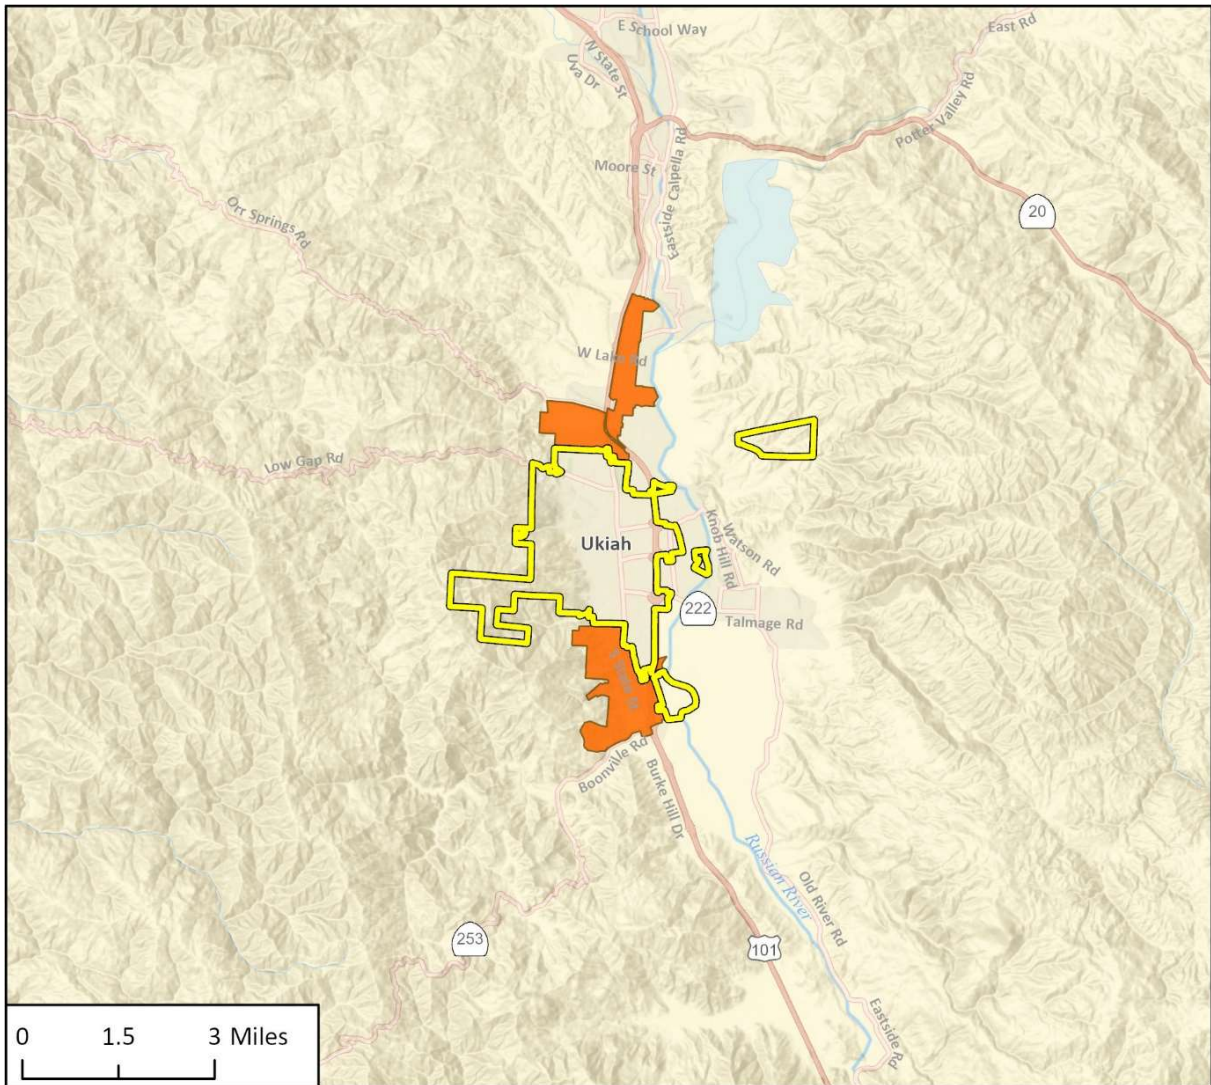 E School Way
East Rd
N State St
Uva Dr
Potter Valley Rd
Moore St
Eastside Calpella Rd
20
Orr Springs Rd
W Lake Rd
Low Gap Rd
Ukiah
Knob Hill Rd
Watson Rd
222
Talmage Rd
S State St
Boonville Rd
Burke Hill Dr
Russian River
Old River Rd
253
101
Eastside Rd
0 1.5 3 Miles